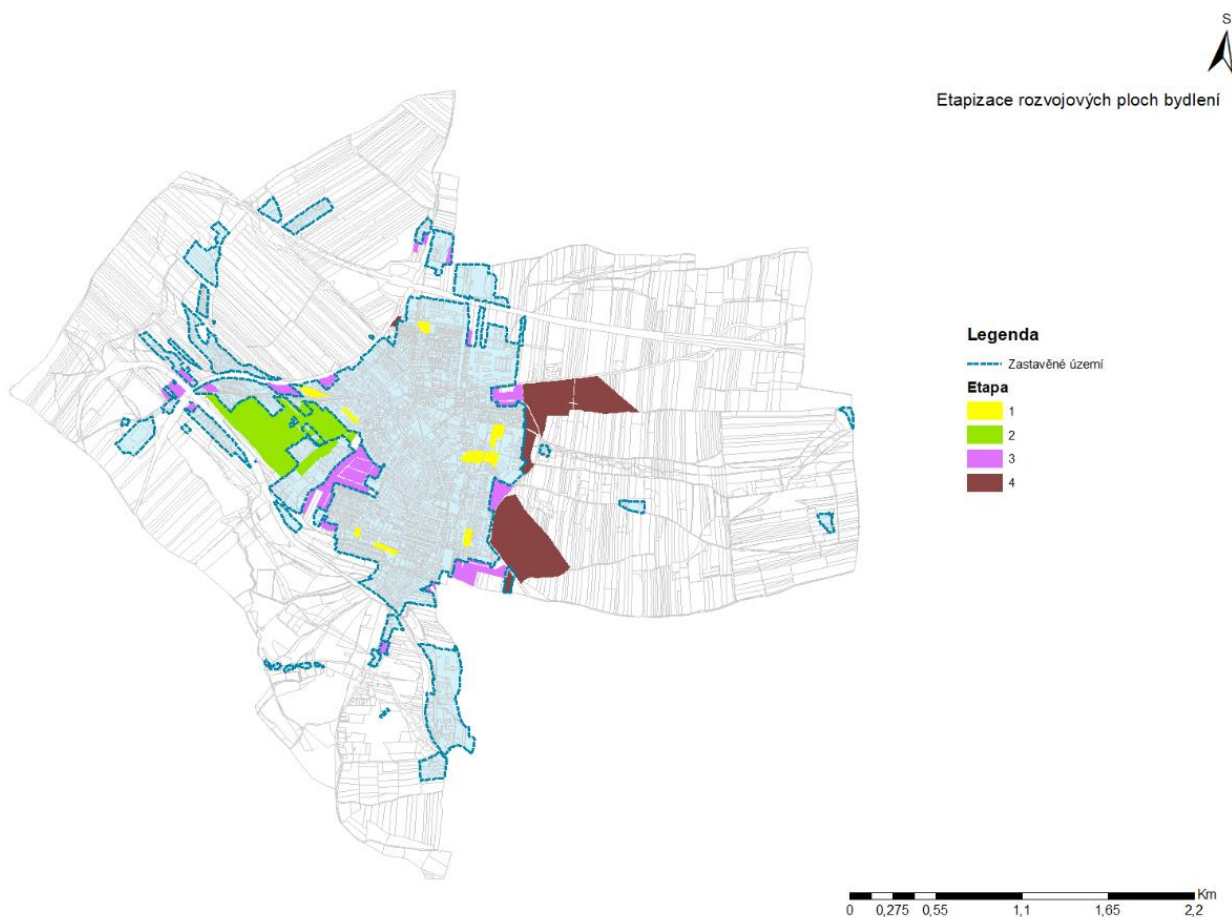 S
Etapizace rozvojových ploch bydlení
Legenda
Zastavěné území
Etapa
1
2
3
4
Km
0 0,275 0,55 1,1 1,65 2,2